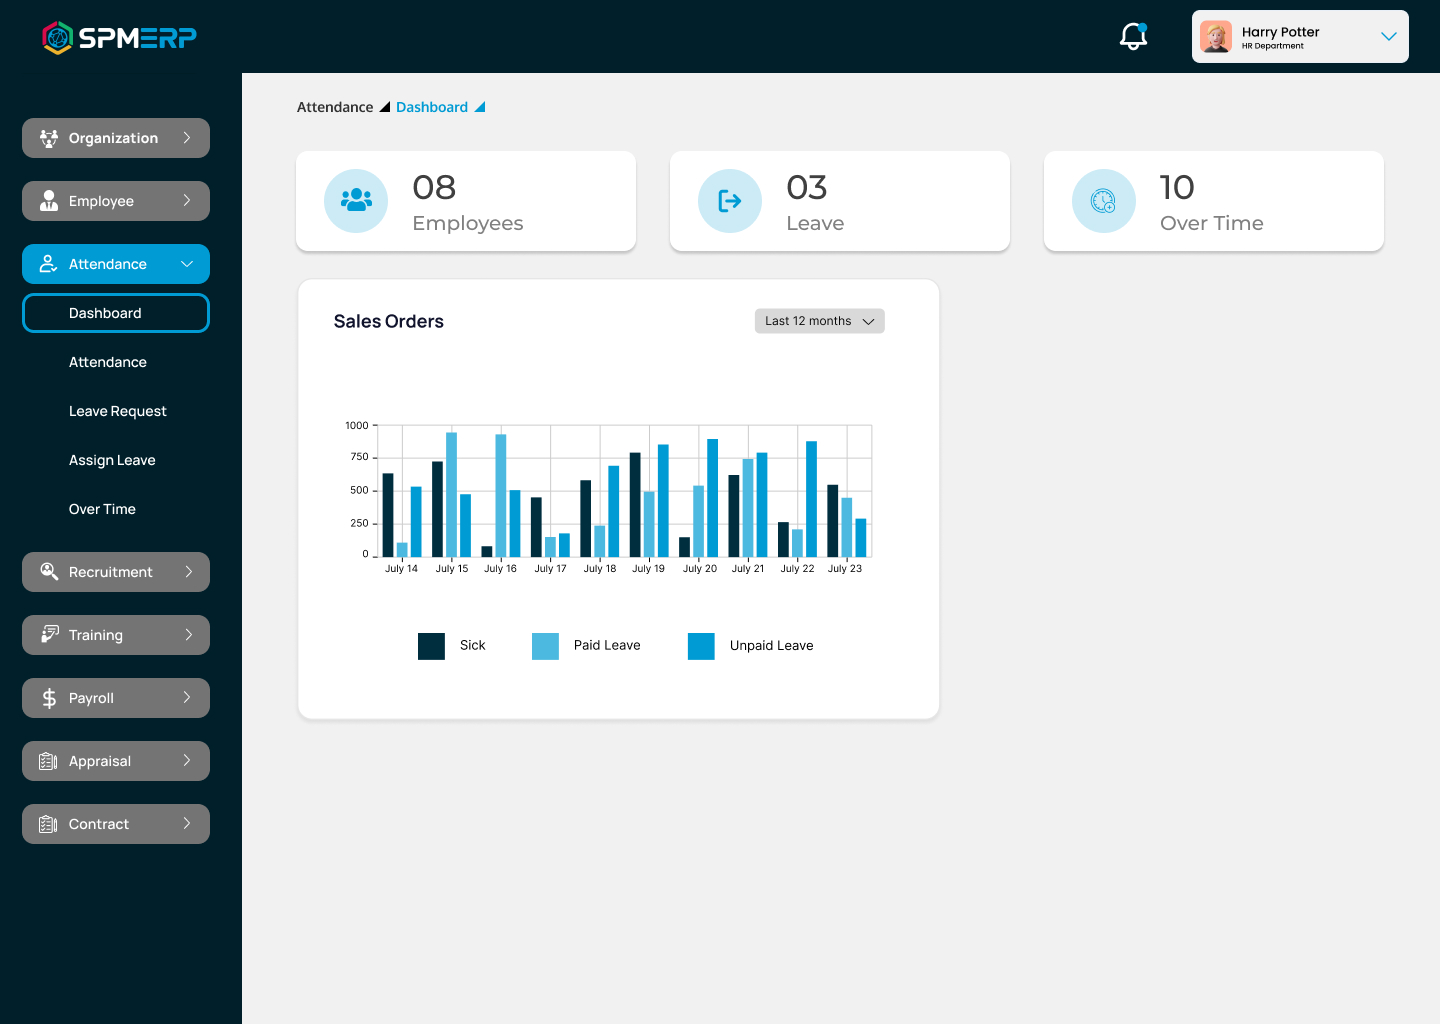 SPMERP
Harry Potter
HR Department
Attendance Dashboard
Organization
Employee
Attendance
Dashboard
Attendance
Leave Request
Assign Leave
Over Time
Recruitment
Training
Payroll
Appraisal
Contract
08
Employees
03
Leave
10
Over Time
Sales Orders
Last 12 months
1000
750
500
250
0
July 14 July 15 July 16 July 17 July 18 July 19 July 20 July 21 July 22 July 23
Sick Paid Leave Unpaid Leave